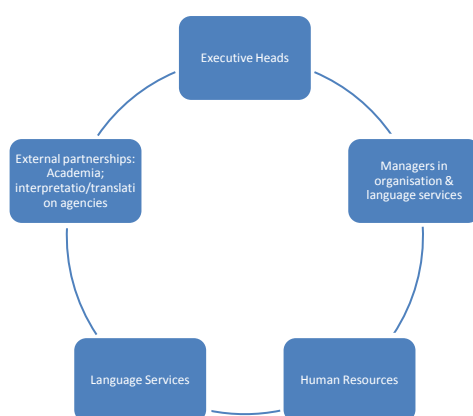 Executive Heads
Managers in
organisation &
language services
Human Resources
Language Services
External partnerships:
Academia;
interpretatio/translati
on agencies